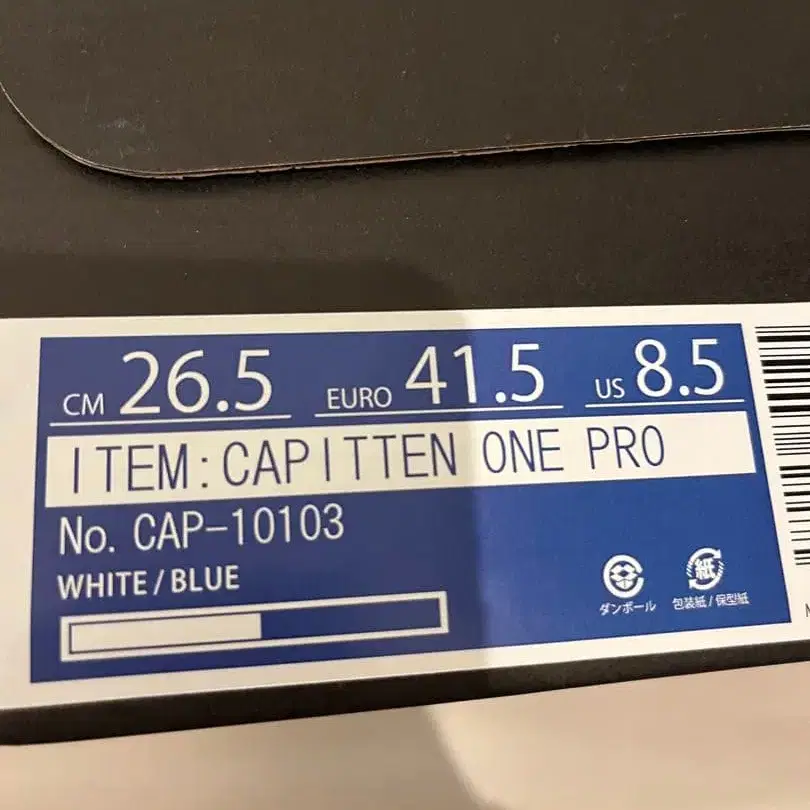 CM 26.5 EURO 41.5 US 8.5
ITEM:CAPITTEN ONE PRO
No. CAP-10103
WHITE/BLUE
紙
ダンボール 包装紙/保型紙